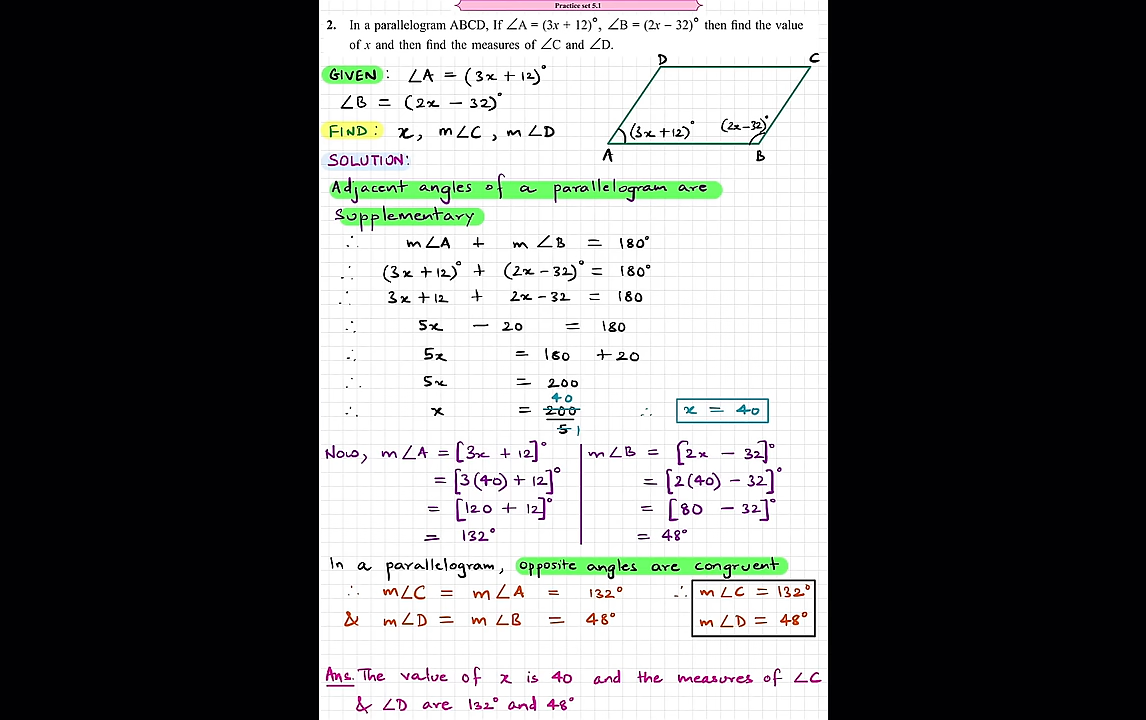 Practice set 5.1
2. In a parallelogram ABCD, If ∠A = (3x + 12)°, ∠B = (2x − 32)° then find the value
of x and then find the measures of ∠C and ∠D.
GIVEN: ∠A = (3x + 12)°
∠B = (2x − 32)°
FIND: x, m∠C, m∠D
D C
(3x + 12)° (2x − 32)°
A B
SOLUTION:
Adjacent angles of a parallelogram are
Supplementary
∴ m∠A + m∠B = 180°
∴ (3x + 12)° + (2x − 32)° = 180°
∴ 3x + 12 + 2x − 32 = 180
∴ 5x − 20 = 180
∴ 5x = 180 + 20
∴ 5x = 200
40
∴ x = 200 ∴ x = 40
5 1
Now, m∠A = [3x + 12]° m∠B = [2x − 32]°
= [3(40) + 12]° = [2(40) − 32]°
= [120 + 12]° = [80 − 32]°
= 132° = 48°
In a parallelogram, opposite angles are congruent
∴ m∠C = m∠A = 132° ∴ m∠C = 132°
& m∠D = m∠B = 48° m∠D = 48°
Ans. The value of x is 40 and the measures of ∠C
& ∠D are 132° and 48°